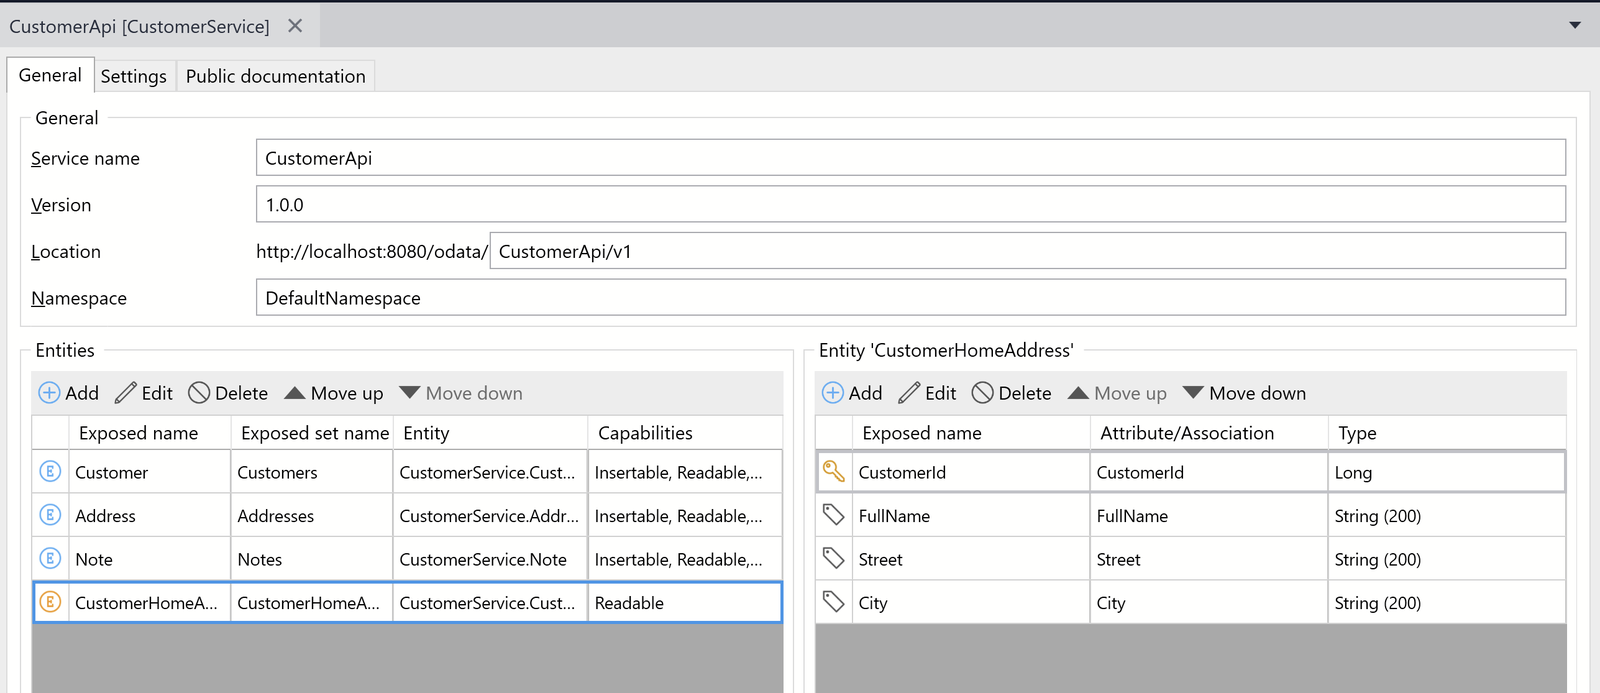 CustomerApi [CustomerService]
General Settings Public documentation
General
Service name CustomerApi
Version 1.0.0
Location http://localhost:8080/odata/ CustomerApi/v1
Namespace DefaultNamespace
Entities
Add Edit Delete Move up Move down
Exposed name Exposed set name Entity Capabilities
E Customer Customers CustomerService.Cust... Insertable, Readable,...
E Address Addresses CustomerService.Addr... Insertable, Readable,...
E Note Notes CustomerService.Note Insertable, Readable,...
E CustomerHomeA... CustomerHomeA... CustomerService.Cust... Readable
Entity 'CustomerHomeAddress'
Add Edit Delete Move up Move down
Exposed name Attribute/Association Type
CustomerId CustomerId Long
FullName FullName String (200)
Street Street String (200)
City City String (200)